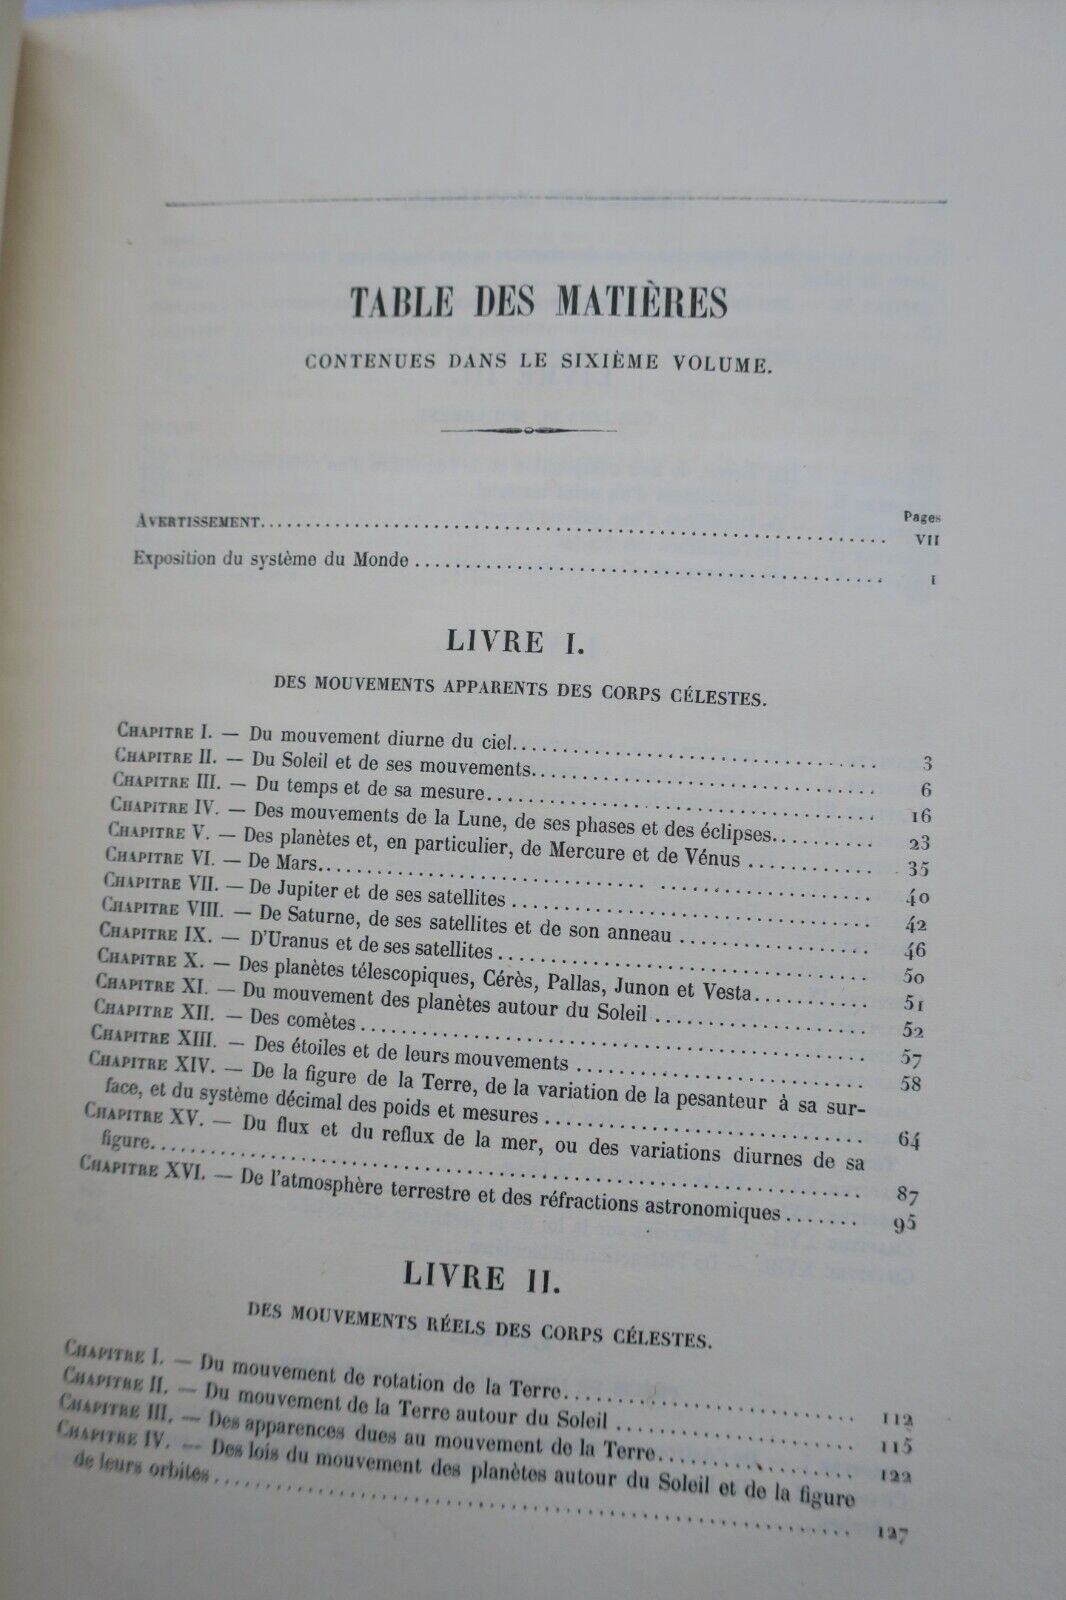 TABLE DES MATIÈRES
CONTENUES DANS LE SIXIÈME VOLUME.
Pages
AVERTISSEMENT........ VII
Exposition du système du Monde........ I
LIVRE I.
DES MOUVEMENTS APPARENTS DES CORPS CÉLESTES.
CHAPITRE I. — Du mouvement diurne du ciel........ 3
CHAPITRE II. — Du Soleil et de ses mouvements........ 6
CHAPITRE III. — Du temps et de sa mesure........ 16
CHAPITRE IV. — Des mouvements de la Lune, de ses phases et des éclipses........ 23
CHAPITRE V. — Des planètes et, en particulier, de Mercure et de Vénus........ 35
CHAPITRE VI. — De Mars........ 40
CHAPITRE VII. — De Jupiter et de ses satellites........ 42
CHAPITRE VIII. — De Saturne, de ses satellites et de son anneau........ 46
CHAPITRE IX. — D'Uranus et de ses satellites........ 50
CHAPITRE X. — Des planètes télescopiques, Cérès, Pallas, Junon et Vesta........ 51
CHAPITRE XI. — Du mouvement des planètes autour du Soleil........ 52
CHAPITRE XII. — Des comètes........ 57
CHAPITRE XIII. — Des étoiles et de leurs mouvements........ 58
CHAPITRE XIV. — De la figure de la Terre, de la variation de la pesanteur à sa sur-
face, et du système décimal des poids et mesures........ 64
CHAPITRE XV. — Du flux et du reflux de la mer, ou des variations diurnes de sa
figure........ 87
CHAPITRE XVI. — De l'atmosphère terrestre et des réfractions astronomiques........ 95
LIVRE II.
DES MOUVEMENTS RÉELS DES CORPS CÉLESTES.
CHAPITRE I. — Du mouvement de rotation de la Terre........ 112
CHAPITRE II. — Du mouvement de la Terre autour du Soleil........ 115
CHAPITRE III. — Des apparences dues au mouvement de la Terre........ 122
CHAPITRE IV. — Des lois du mouvement des planètes autour du Soleil et de la figure
de leurs orbites........ 127